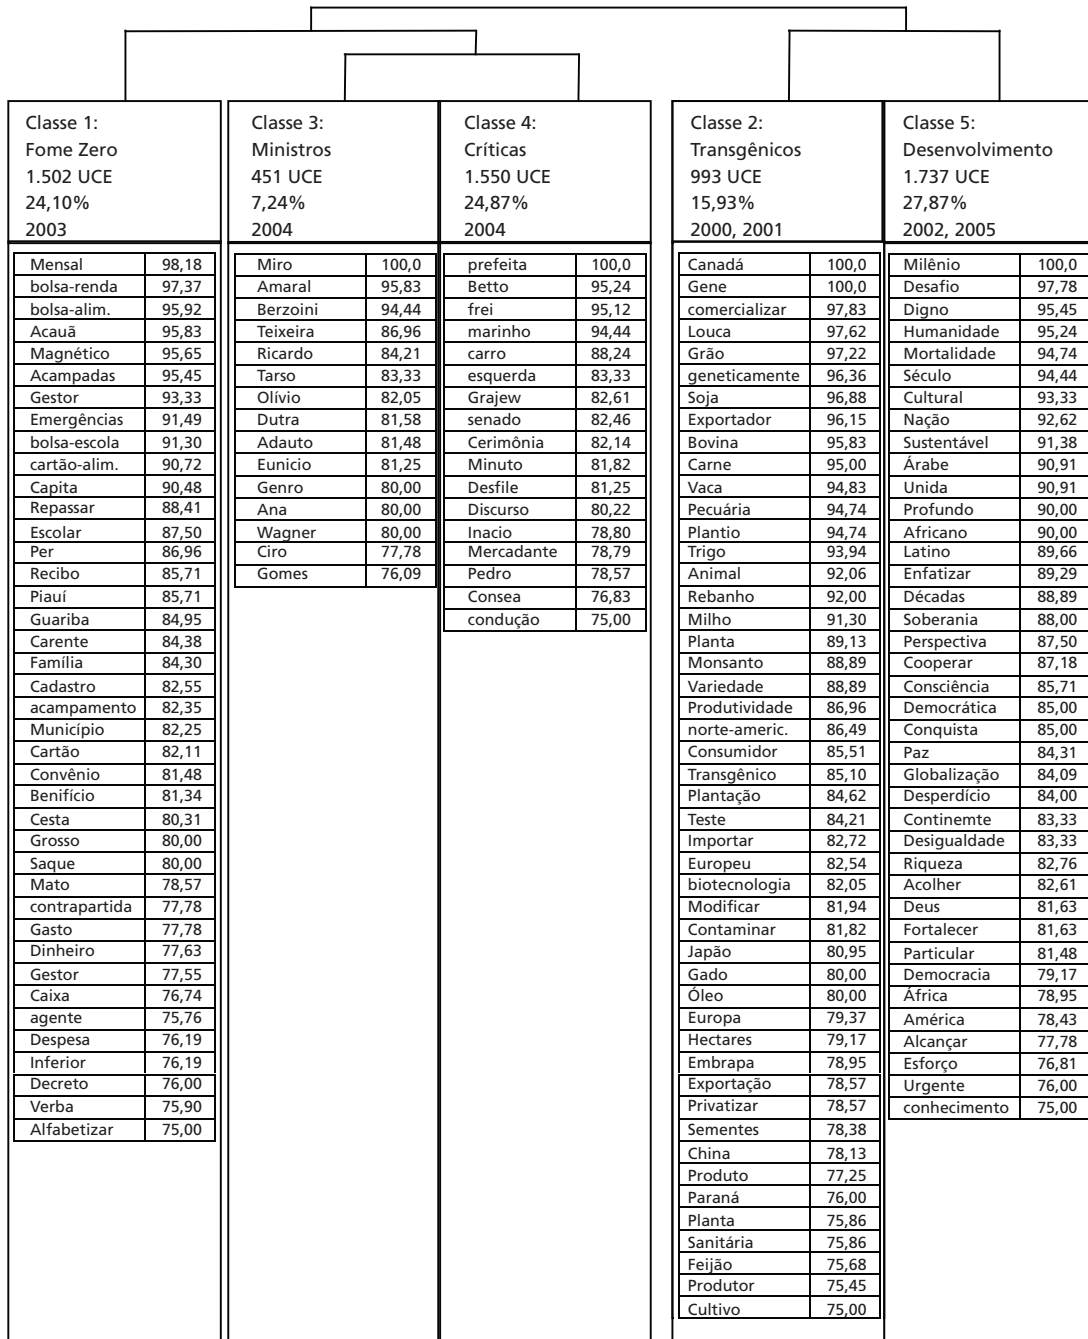 Classe 1:
Fome Zero
1.502 UCE
24,10%
2003
Mensal 98,18
bolsa-renda 97,37
bolsa-alim. 95,92
Acauã 95,83
Magnético 95,65
Acampadas 95,45
Gestor 93,33
Emergências 91,49
bolsa-escola 91,30
cartão-alim. 90,72
Capita 90,48
Repassar 88,41
Escolar 87,50
Per 86,96
Recibo 85,71
Piauí 85,71
Guariba 84,95
Carente 84,38
Família 84,30
Cadastro 82,55
acampamento 82,35
Município 82,25
Cartão 82,11
Convênio 81,48
Benifício 81,34
Cesta 80,31
Grosso 80,00
Saque 80,00
Mato 78,57
contrapartida 77,78
Gasto 77,78
Dinheiro 77,63
Gestor 77,55
Caixa 76,74
agente 75,76
Despesa 76,19
Inferior 76,19
Decreto 76,00
Verba 75,90
Alfabetizar 75,00
Classe 3:
Ministros
451 UCE
7,24%
2004
Miro 100,0
Amaral 95,83
Berzoini 94,44
Teixeira 86,96
Ricardo 84,21
Tarso 83,33
Olívio 82,05
Dutra 81,58
Adauto 81,48
Eunicio 81,25
Genro 80,00
Ana 80,00
Wagner 80,00
Ciro 77,78
Gomes 76,09
Classe 4:
Críticas
1.550 UCE
24,87%
2004
prefeita 100,0
Betto 95,24
frei 95,12
marinho 94,44
carro 88,24
esquerda 83,33
Grajew 82,61
senado 82,46
Cerimônia 82,14
Minuto 81,82
Desfile 81,25
Discurso 80,22
Inacio 78,80
Mercadante 78,79
Pedro 78,57
Consea 76,83
condução 75,00
Classe 2:
Transgênicos
993 UCE
15,93%
2000, 2001
Canadá 100,0
Gene 100,0
comercializar 97,83
Louca 97,62
Grão 97,22
geneticamente 96,36
Soja 96,88
Exportador 96,15
Bovina 95,83
Carne 95,00
Vaca 94,83
Pecuária 94,74
Plantio 94,74
Trigo 93,94
Animal 92,06
Rebanho 92,00
Milho 91,30
Planta 89,13
Monsanto 88,89
Variedade 88,89
Produtividade 86,96
norte-americ. 86,49
Consumidor 85,51
Transgênico 85,10
Plantação 84,62
Teste 84,21
Importar 82,72
Europeu 82,54
biotecnologia 82,05
Modificar 81,94
Contaminar 81,82
Japão 80,95
Gado 80,00
Óleo 80,00
Europa 79,37
Hectares 79,17
Embrapa 78,95
Exportação 78,57
Privatizar 78,57
Sementes 78,38
China 78,13
Produto 77,25
Paraná 76,00
Planta 75,86
Sanitária 75,86
Feijão 75,68
Produtor 75,45
Cultivo 75,00
Classe 5:
Desenvolvimento
1.737 UCE
27,87%
2002, 2005
Milênio 100,0
Desafio 97,78
Digno 95,45
Humanidade 95,24
Mortalidade 94,74
Século 94,44
Cultural 93,33
Nação 92,62
Sustentável 91,38
Árabe 90,91
Unida 90,91
Profundo 90,00
Africano 90,00
Latino 89,66
Enfatizar 89,29
Décadas 88,89
Soberania 88,00
Perspectiva 87,50
Cooperar 87,18
Consciência 85,71
Democrática 85,00
Conquista 85,00
Paz 84,31
Globalização 84,09
Desperdício 84,00
Continemte 83,33
Desigualdade 83,33
Riqueza 82,76
Acolher 82,61
Deus 81,63
Fortalecer 81,63
Particular 81,48
Democracia 79,17
África 78,95
América 78,43
Alcançar 77,78
Esforço 76,81
Urgente 76,00
conhecimento 75,00